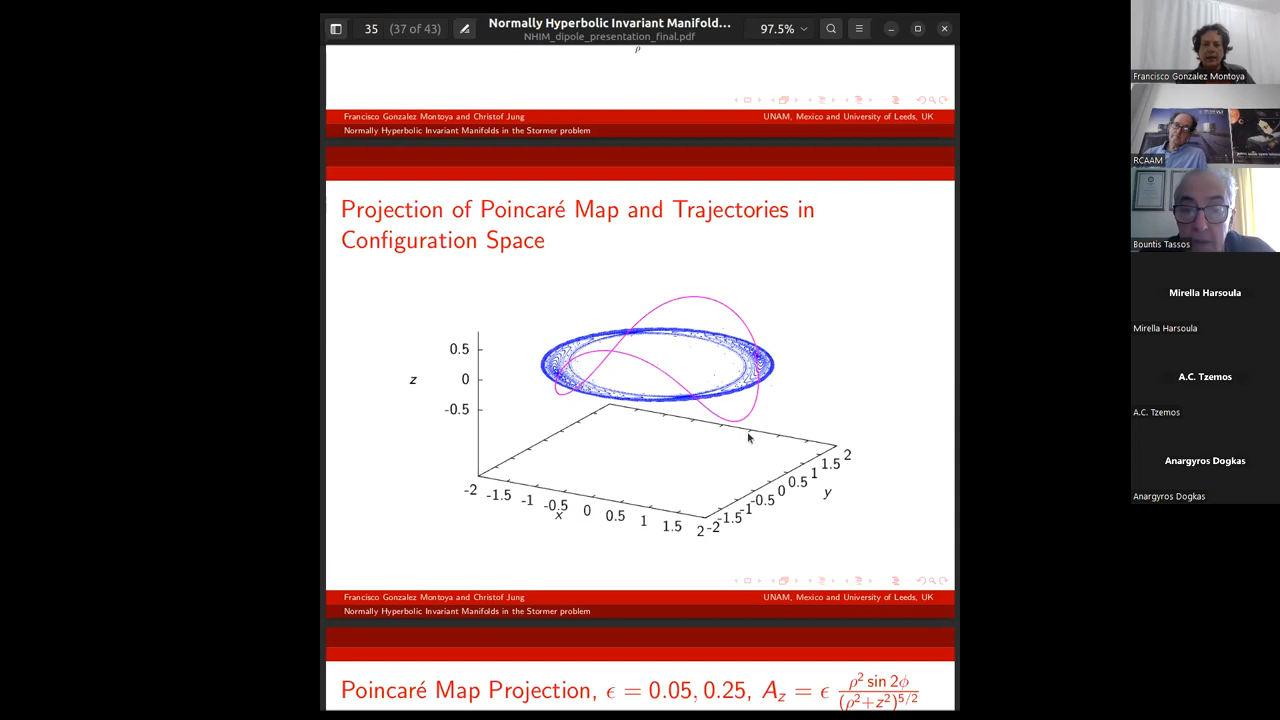 35 (37 of 43)
Normally Hyperbolic Invariant Manifold...
NHIM_dipole_presentation_final.pdf
97.5%
ρ
Francisco Gonzalez Montoya and Christof Jung UNAM, Mexico and University of Leeds, UK
Normally Hyperbolic Invariant Manifolds in the Stormer problem
Projection of Poincaré Map and Trajectories in
Configuration Space
0.5
z 0
-0.5
-2 -1.5 -1 -0.5 0 0.5 1 1.5 2
x
-2 -1.5 -1 -0.5 0 0.5 1 1.5 2
y
Francisco Gonzalez Montoya and Christof Jung UNAM, Mexico and University of Leeds, UK
Normally Hyperbolic Invariant Manifolds in the Stormer problem
Poincaré Map Projection, ϵ = 0.05, 0.25, A_z = ϵ ρ² sin 2ϕ / (ρ²+z²)^{5/2}
Francisco Gonzalez Montoya
RCAAM
Bountis Tassos
Mirella Harsoula
Mirella Harsoula
A.C. Tzemos
A.C. Tzemos
Anargyros Dogkas
Anargyros Dogkas